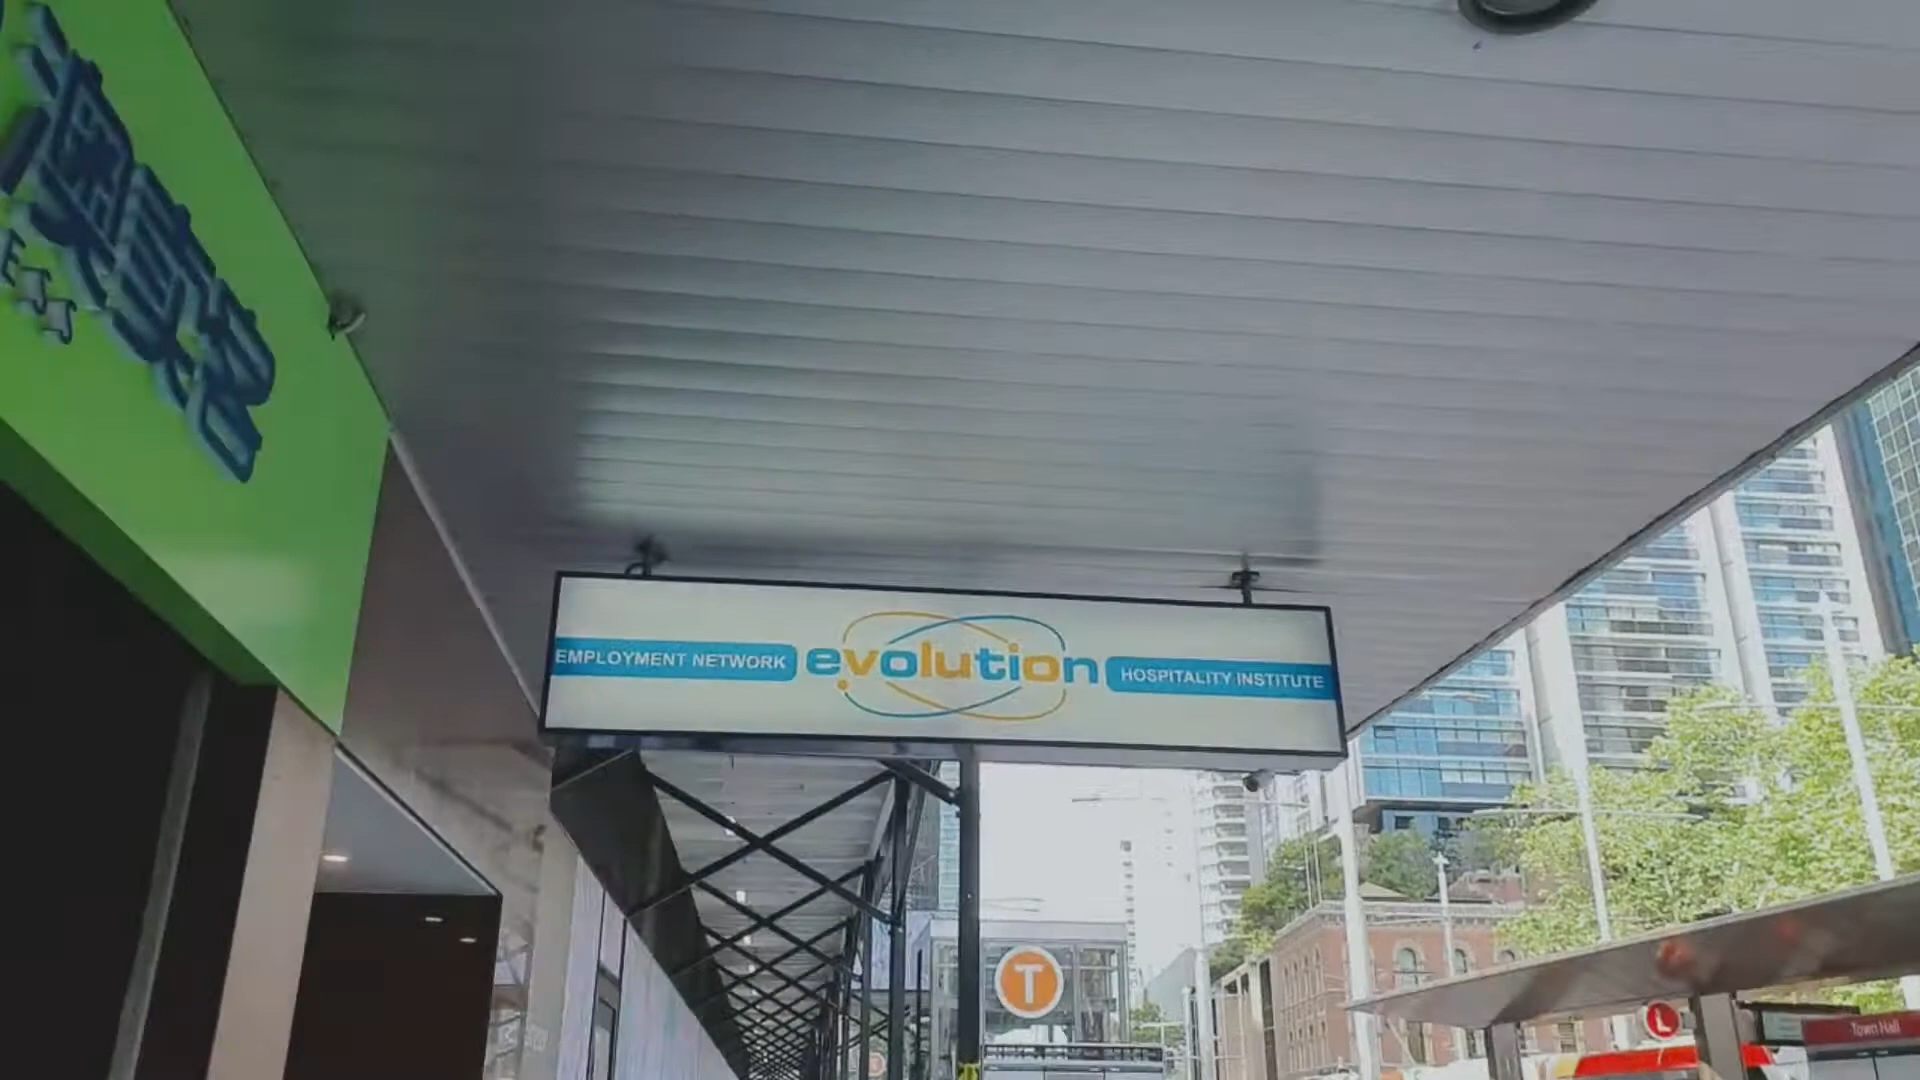 EMPLOYMENT NETWORK
evolution
HOSPITALITY INSTITUTE
T
L
Town Hall